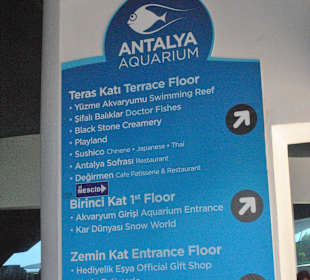 ANTALYA
AQUARIUM
Teras Katı Terrace Floor
• Yüzme Akvaryumu Swimming Reef
• Şifalı Balıklar Doctor Fishes
• Black Stone Creamery
• Playland
• Sushico Chinese • Japanese • Thai
• Antalya Sofrası Restaurant
• Değirmen Cafe Patisserie & Restaurant
NESCIO
Birinci Kat 1st Floor
• Akvaryum Girişi Aquarium Entrance
• Kar Dünyası Snow World
Zemin Kat Entrance Floor
• Hediyelik Eşya Official Gift Shop